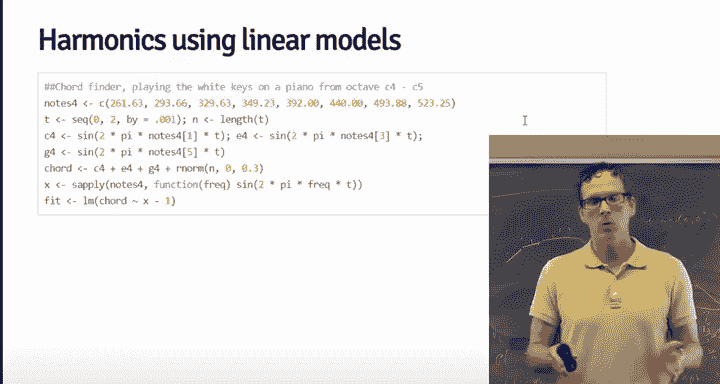 Harmonics using linear models
##Chord finder, playing the white keys on a piano from octave c4 - c5
notes4 <- c(261.63, 293.66, 329.63, 349.23, 392.00, 440.00, 493.88, 523.25)
t <- seq(0, 2, by = .001); n <- length(t)
c4 <- sin(2 * pi * notes4[1] * t); e4 <- sin(2 * pi * notes4[3] * t);
g4 <- sin(2 * pi * notes4[5] * t)
chord <- c4 + e4 + g4 + rnorm(n, 0, 0.3)
x <- sapply(notes4, function(freq) sin(2 * pi * freq * t))
fit <- lm(chord ~ x - 1)